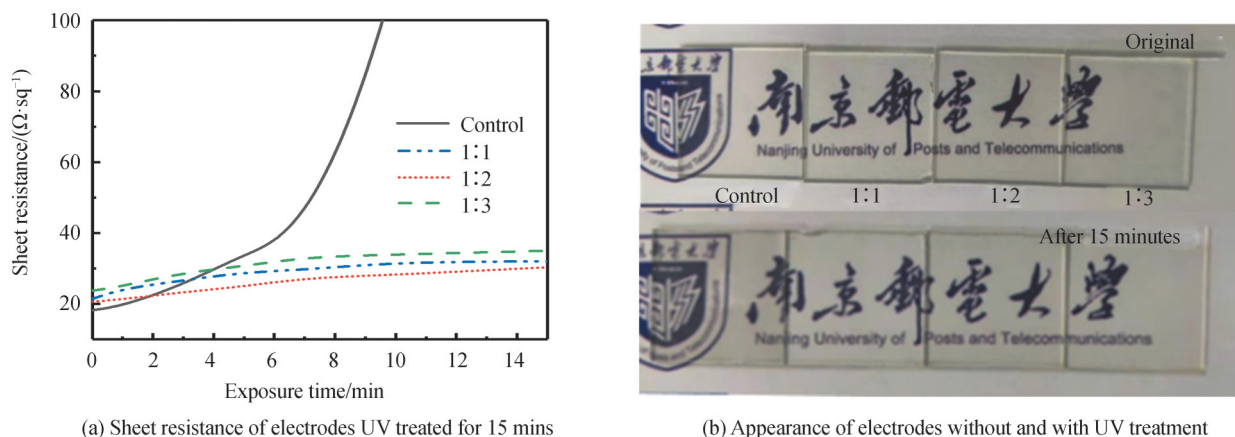 100
80
60
40
20
Sheet resistance/(Ω·sq⁻¹)
Control
1∶1
1∶2
1∶3
0 2 4 6 8 10 12 14
Exposure time/min
(a) Sheet resistance of electrodes UV treated for 15 mins
Original
南京郵電大學
Nanjing University of Posts and Telecommunications
Control 1∶1 1∶2 1∶3
After 15 minutes
南京郵電大學
Nanjing University of Posts and Telecommunications
(b) Appearance of electrodes without and with UV treatment